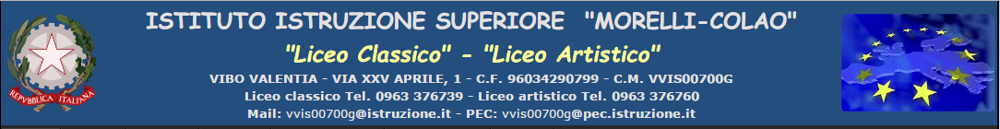 ISTITUTO ISTRUZIONE SUPERIORE "MORELLI-COLAO"
"Liceo Classico" - "Liceo Artistico"
VIBO VALENTIA - VIA XXV APRILE, 1 - C.F. 96034290799 - C.M. VVIS00700G
Liceo classico Tel. 0963 376739 - Liceo artistico Tel. 0963 376760
Mail: vvis00700g@istruzione.it - PEC: vvis00700g@pec.istruzione.it
REPVBBLICA ITALIANA